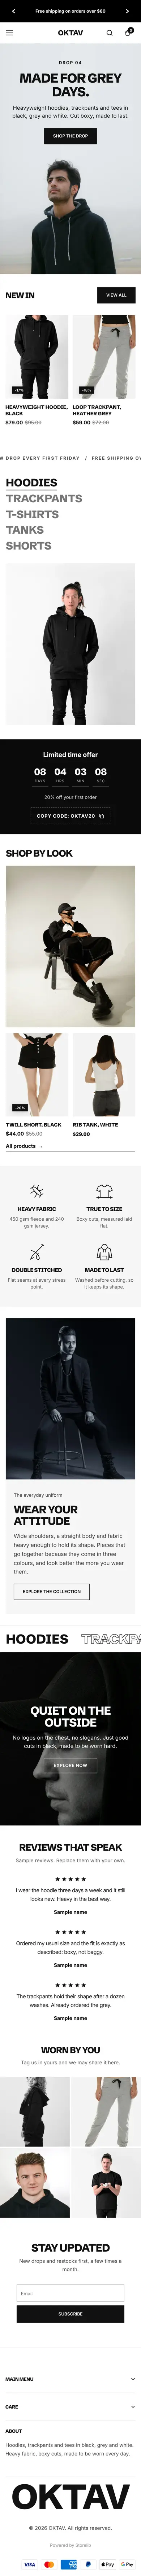 Free shipping on orders over $80
OKTAV
0
DROP 04
MADE FOR GREY
DAYS.
Heavyweight hoodies, trackpants and tees in
black, grey and white. Cut boxy, made to last.
SHOP THE DROP
NEW IN
VIEW ALL
-17%
-18%
HEAVYWEIGHT HOODIE,
BLACK
$79.00 $95.00
LOOP TRACKPANT,
HEATHER GREY
$59.00 $72.00
DROP EVERY FIRST FRIDAY / FREE SHIPPING
HOODIES
TRACKPANTS
T-SHIRTS
TANKS
SHORTS
Limited time offer
08 04 03 08
DAYS HRS MIN SEC
20% off your first order
COPY CODE: OKTAV20
SHOP BY LOOK
-20%
TWILL SHORT, BLACK
$44.00 $55.00
RIB TANK, WHITE
$29.00
All products →
HEAVY FABRIC
450 gsm fleece and 240
gsm jersey.
TRUE TO SIZE
Boxy cuts, measured laid
flat.
DOUBLE STITCHED
Flat seams at every stress
point.
MADE TO LAST
Washed before cutting, so
it keeps its shape.
The everyday uniform
WEAR YOUR
ATTITUDE
Wide shoulders, a straight body and fabric
heavy enough to hold its shape. Pieces that
go together because they come in three
colours, and look better the more you wear
them.
EXPLORE THE COLLECTION
HOODIES TRACKPA
QUIET ON THE
OUTSIDE
No logos on the chest, no slogans. Just good
cuts in black, made to be worn hard.
EXPLORE NOW
REVIEWS THAT SPEAK
Sample reviews. Replace them with your own.
★★★★★
I wear the hoodie three days a week and it still
looks new. Heavy in the best way.
Sample name
★★★★★
Ordered my usual size and the fit is exactly as
described: boxy, not baggy.
Sample name
★★★★★
The trackpants hold their shape after a dozen
washes. Already ordered the grey.
Sample name
WORN BY YOU
Tag us in yours and we may share it here.
STAY UPDATED
New drops and restocks first, a few times a
month.
Email
SUBSCRIBE
MAIN MENU
CARE
ABOUT
Hoodies, trackpants and tees in black, grey and white.
Heavy fabric, boxy cuts, made to be worn every day.
OKTAV
© 2026 OKTAV. All rights reserved.
VISA
Pay
G Pay